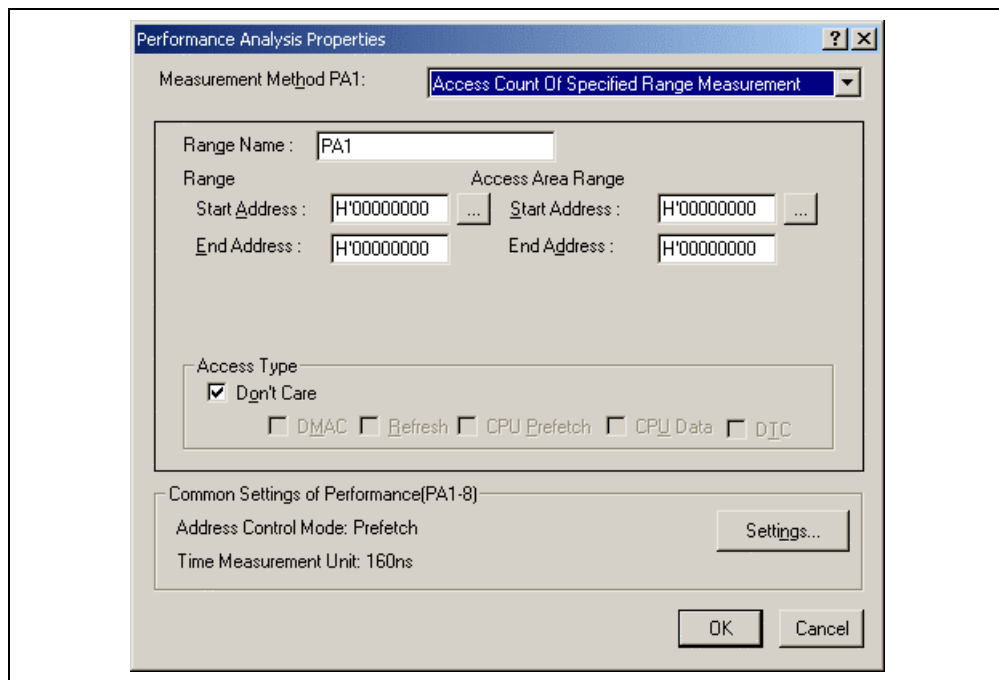 Performance Analysis Properties
Measurement Method PA1: Access Count Of Specified Range Measurement
Range Name : PA1
Range Access Area Range
Start Address : H'00000000 ... Start Address : H'00000000 ...
End Address : H'00000000 End Address : H'00000000
Access Type
Don't Care
DMAC Refresh CPU Prefetch CPU Data DTC
Common Settings of Performance(PA1-8)
Address Control Mode: Prefetch
Settings...
Time Measurement Unit: 160ns
OK Cancel